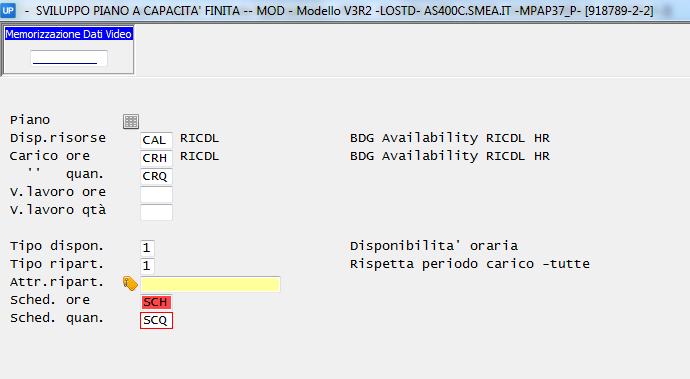 UP - SVILUPPO PIANO A CAPACITA' FINITA -- MOD - Modello V3R2 -LOSTD- AS400C.SMEA.IT -MPAP37_P- [918789-2-2]
Memorizzazione Dati Video
Piano
Disp.risorse CAL RICDL BDG Availability RICDL HR
Carico ore CRH RICDL BDG Availability RICDL HR
'' quan. CRQ
V.lavoro ore
V.lavoro qtà
Tipo dispon. 1 Disponibilita' oraria
Tipo ripart. 1 Rispetta periodo carico -tutte
Attr.ripart.
Sched. ore SCH
Sched. quan. SCQ